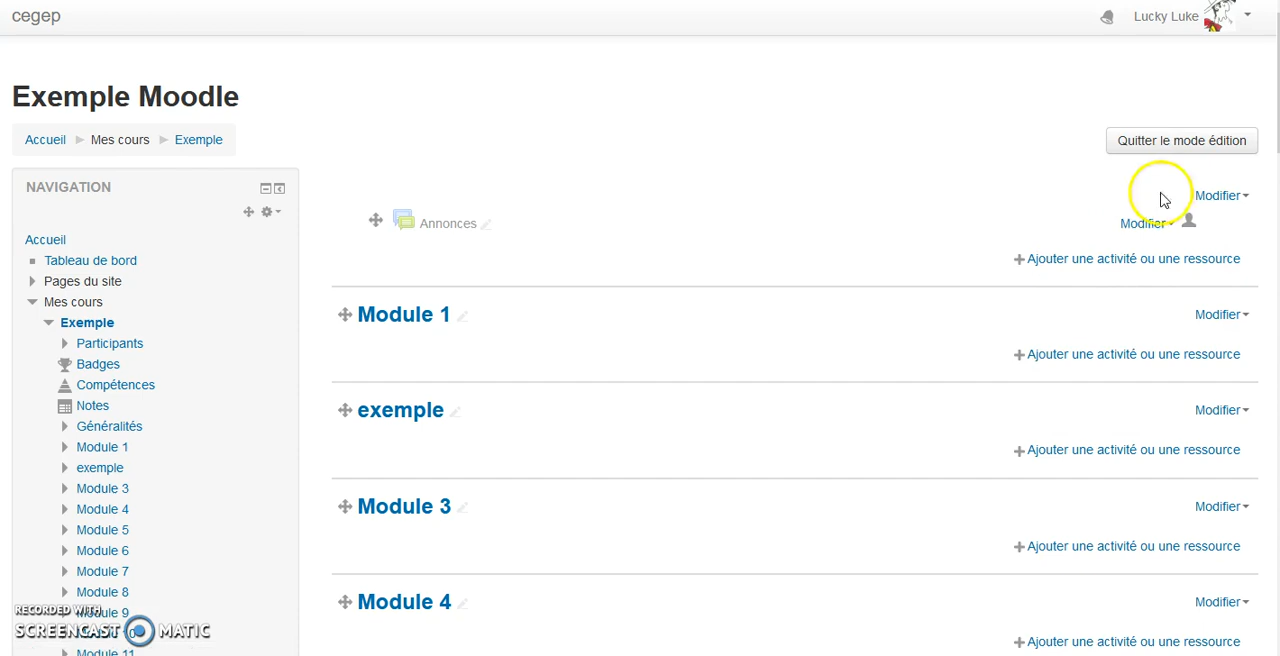 cegep
Lucky Luke
Exemple Moodle
Accueil Mes cours Exemple
Quitter le mode édition
NAVIGATION
Accueil
Tableau de bord
Pages du site
Mes cours
Exemple
Participants
Badges
Compétences
Notes
Généralités
Module 1
exemple
Module 3
Module 4
Module 5
Module 6
Module 7
Module 8
Module 9
Module 11
Modifier
Annonces
Modifier
Ajouter une activité ou une ressource
Module 1
Modifier
Ajouter une activité ou une ressource
exemple
Modifier
Ajouter une activité ou une ressource
Module 3
Modifier
Ajouter une activité ou une ressource
Module 4
Modifier
Ajouter une activité ou une ressource
RECORDED WITH
SCREENCAST MATIC